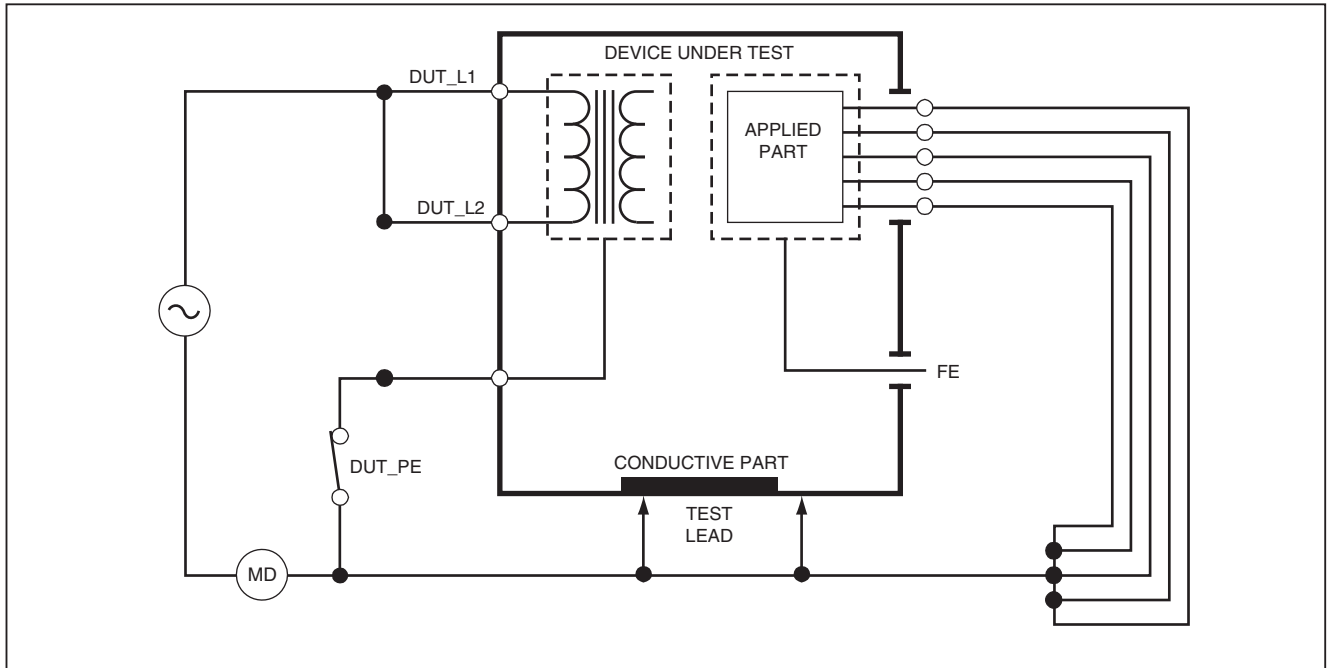 DEVICE UNDER TEST
DUT_L1
APPLIED
PART
DUT_L2
FE
DUT_PE
CONDUCTIVE PART
TEST
LEAD
MD